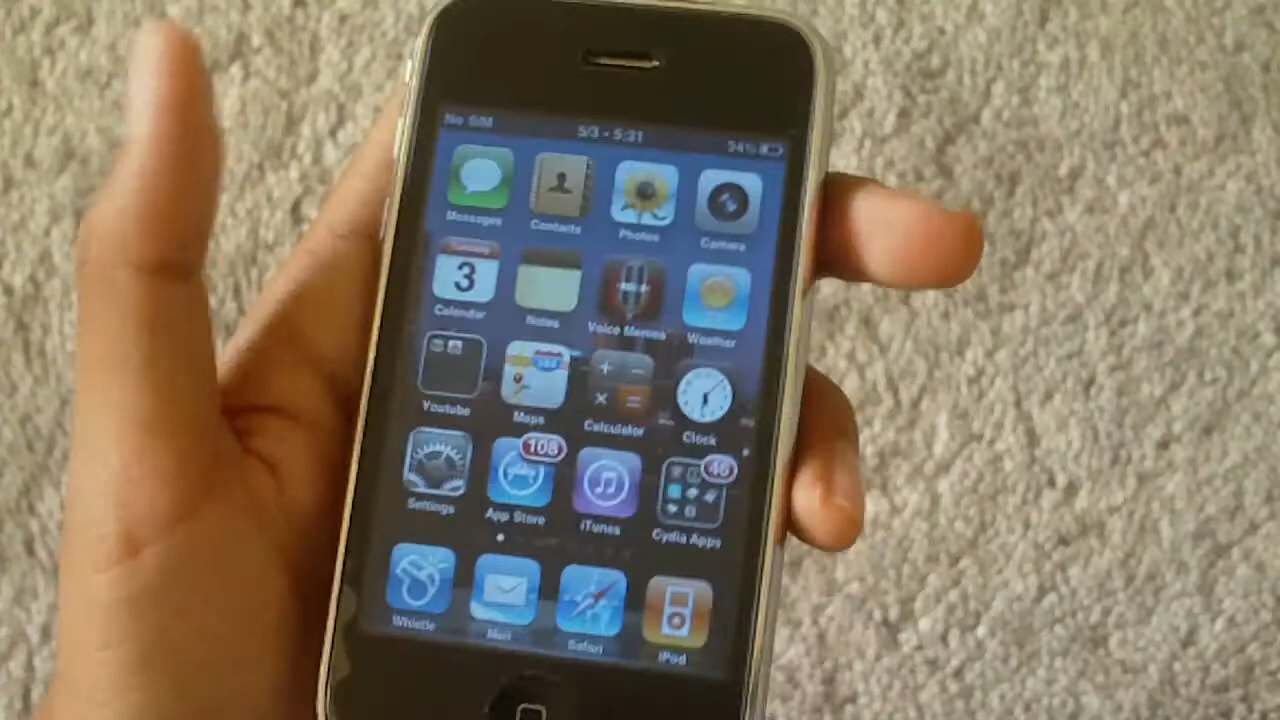 No SIM 5/3 - 5:31 34%
Messages Contacts Photos Camera
3
Calendar Notes Voice Memos Weather
Youtube Maps Calculator Clock
108 46
Settings App Store iTunes Cydia Apps
Whistle Mail Safari iPod